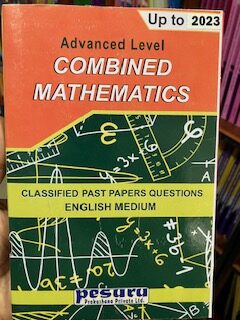 Up to 2023
Advanced Level
COMBINED
MATHEMATICS
CLASSIFIED PAST PAPERS QUESTIONS
ENGLISH MEDIUM
pesuru
Prakashana Private Ltd.